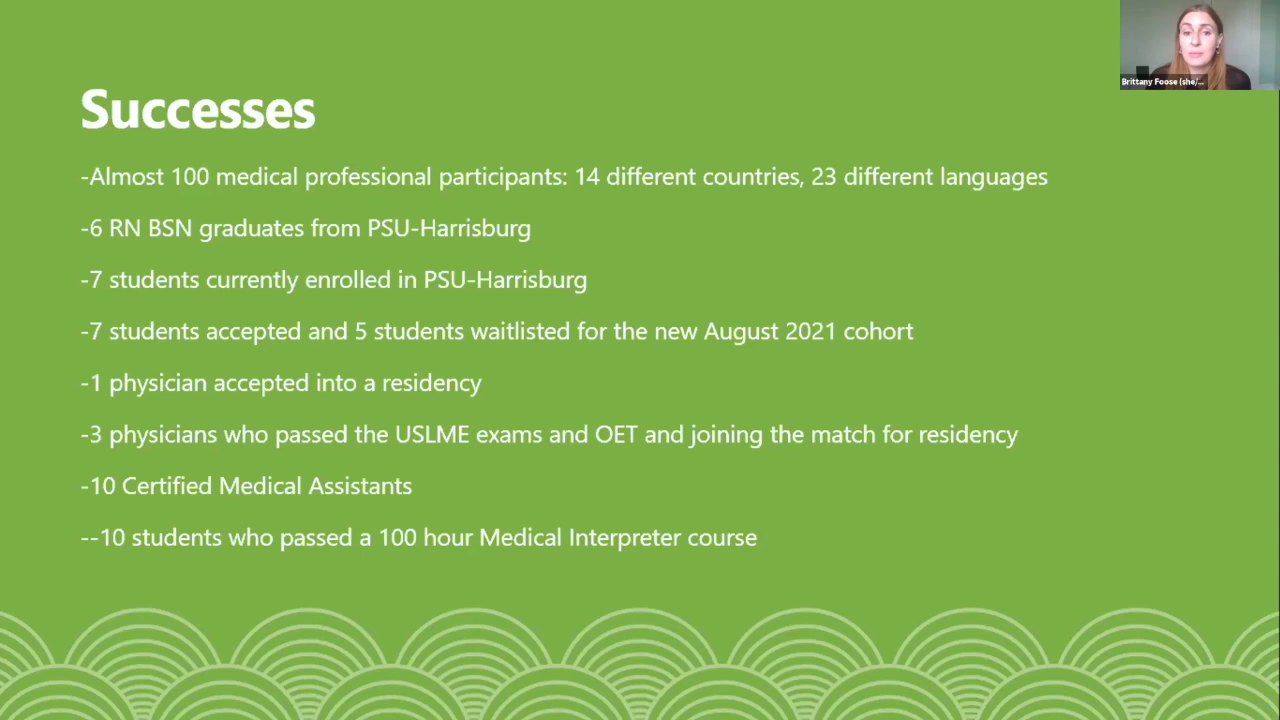 Successes
-Almost 100 medical professional participants: 14 different countries, 23 different languages
-6 RN BSN graduates from PSU-Harrisburg
-7 students currently enrolled in PSU-Harrisburg
-7 students accepted and 5 students waitlisted for the new August 2021 cohort
-1 physician accepted into a residency
-3 physicians who passed the USLME exams and OET and joining the match for residency
-10 Certified Medical Assistants
--10 students who passed a 100 hour Medical Interpreter course
Brittany Foose (she/...